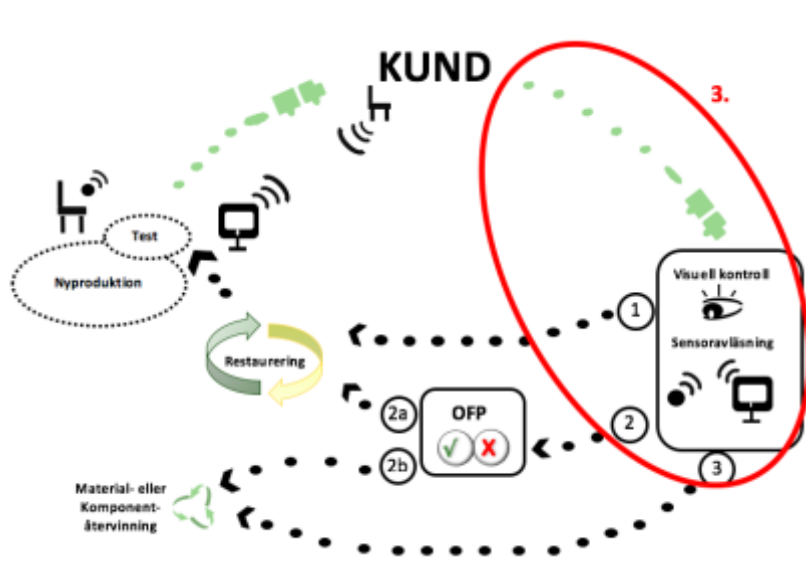 KUND
3.
Test
Nyproduktion
Visuell kontroll
1
Sensoravläsning
Restaurering
2a
OFP
2
2b
3
Material- eller
Komponent-
återvinning